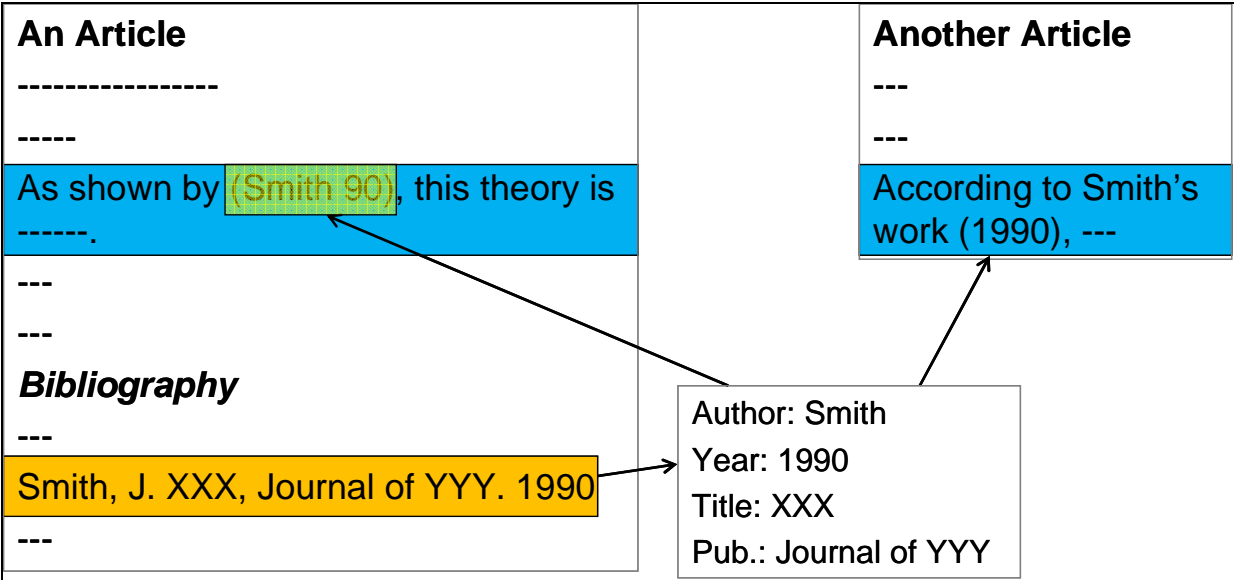 An Article
-----------------
-----
As shown by (Smith 90), this theory is
------.
---
---
Bibliography
---
Smith, J. XXX, Journal of YYY. 1990
---
Another Article
---
---
According to Smith’s
work (1990), ---
Author: Smith
Year: 1990
Title: XXX
Pub.: Journal of YYY